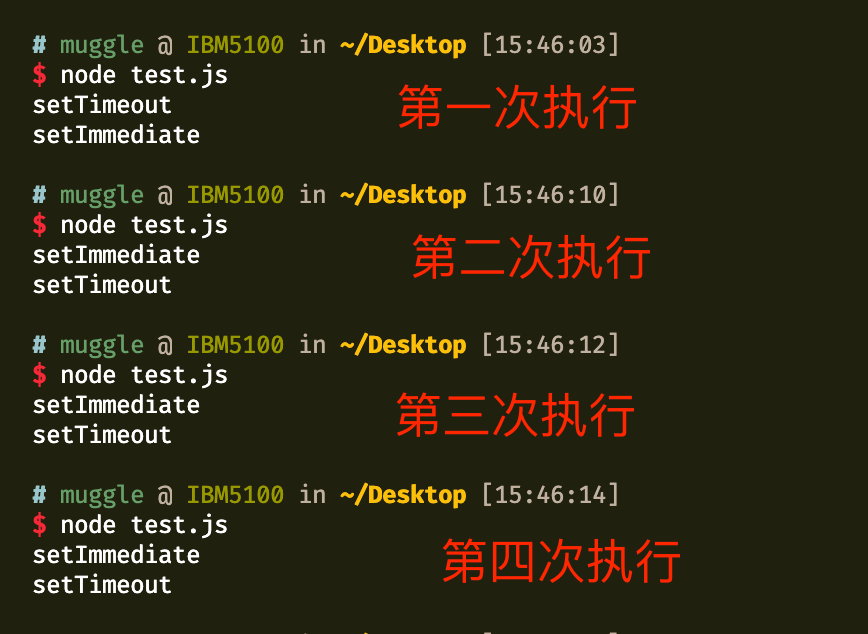 # muggle @ IBM5100 in ~/Desktop [15:46:03]
$ node test.js
第一次执行
setTimeout
setImmediate
# muggle @ IBM5100 in ~/Desktop [15:46:10]
$ node test.js
第二次执行
setImmediate
setTimeout
# muggle @ IBM5100 in ~/Desktop [15:46:12]
$ node test.js
第三次执行
setImmediate
setTimeout
# muggle @ IBM5100 in ~/Desktop [15:46:14]
$ node test.js
第四次执行
setImmediate
setTimeout